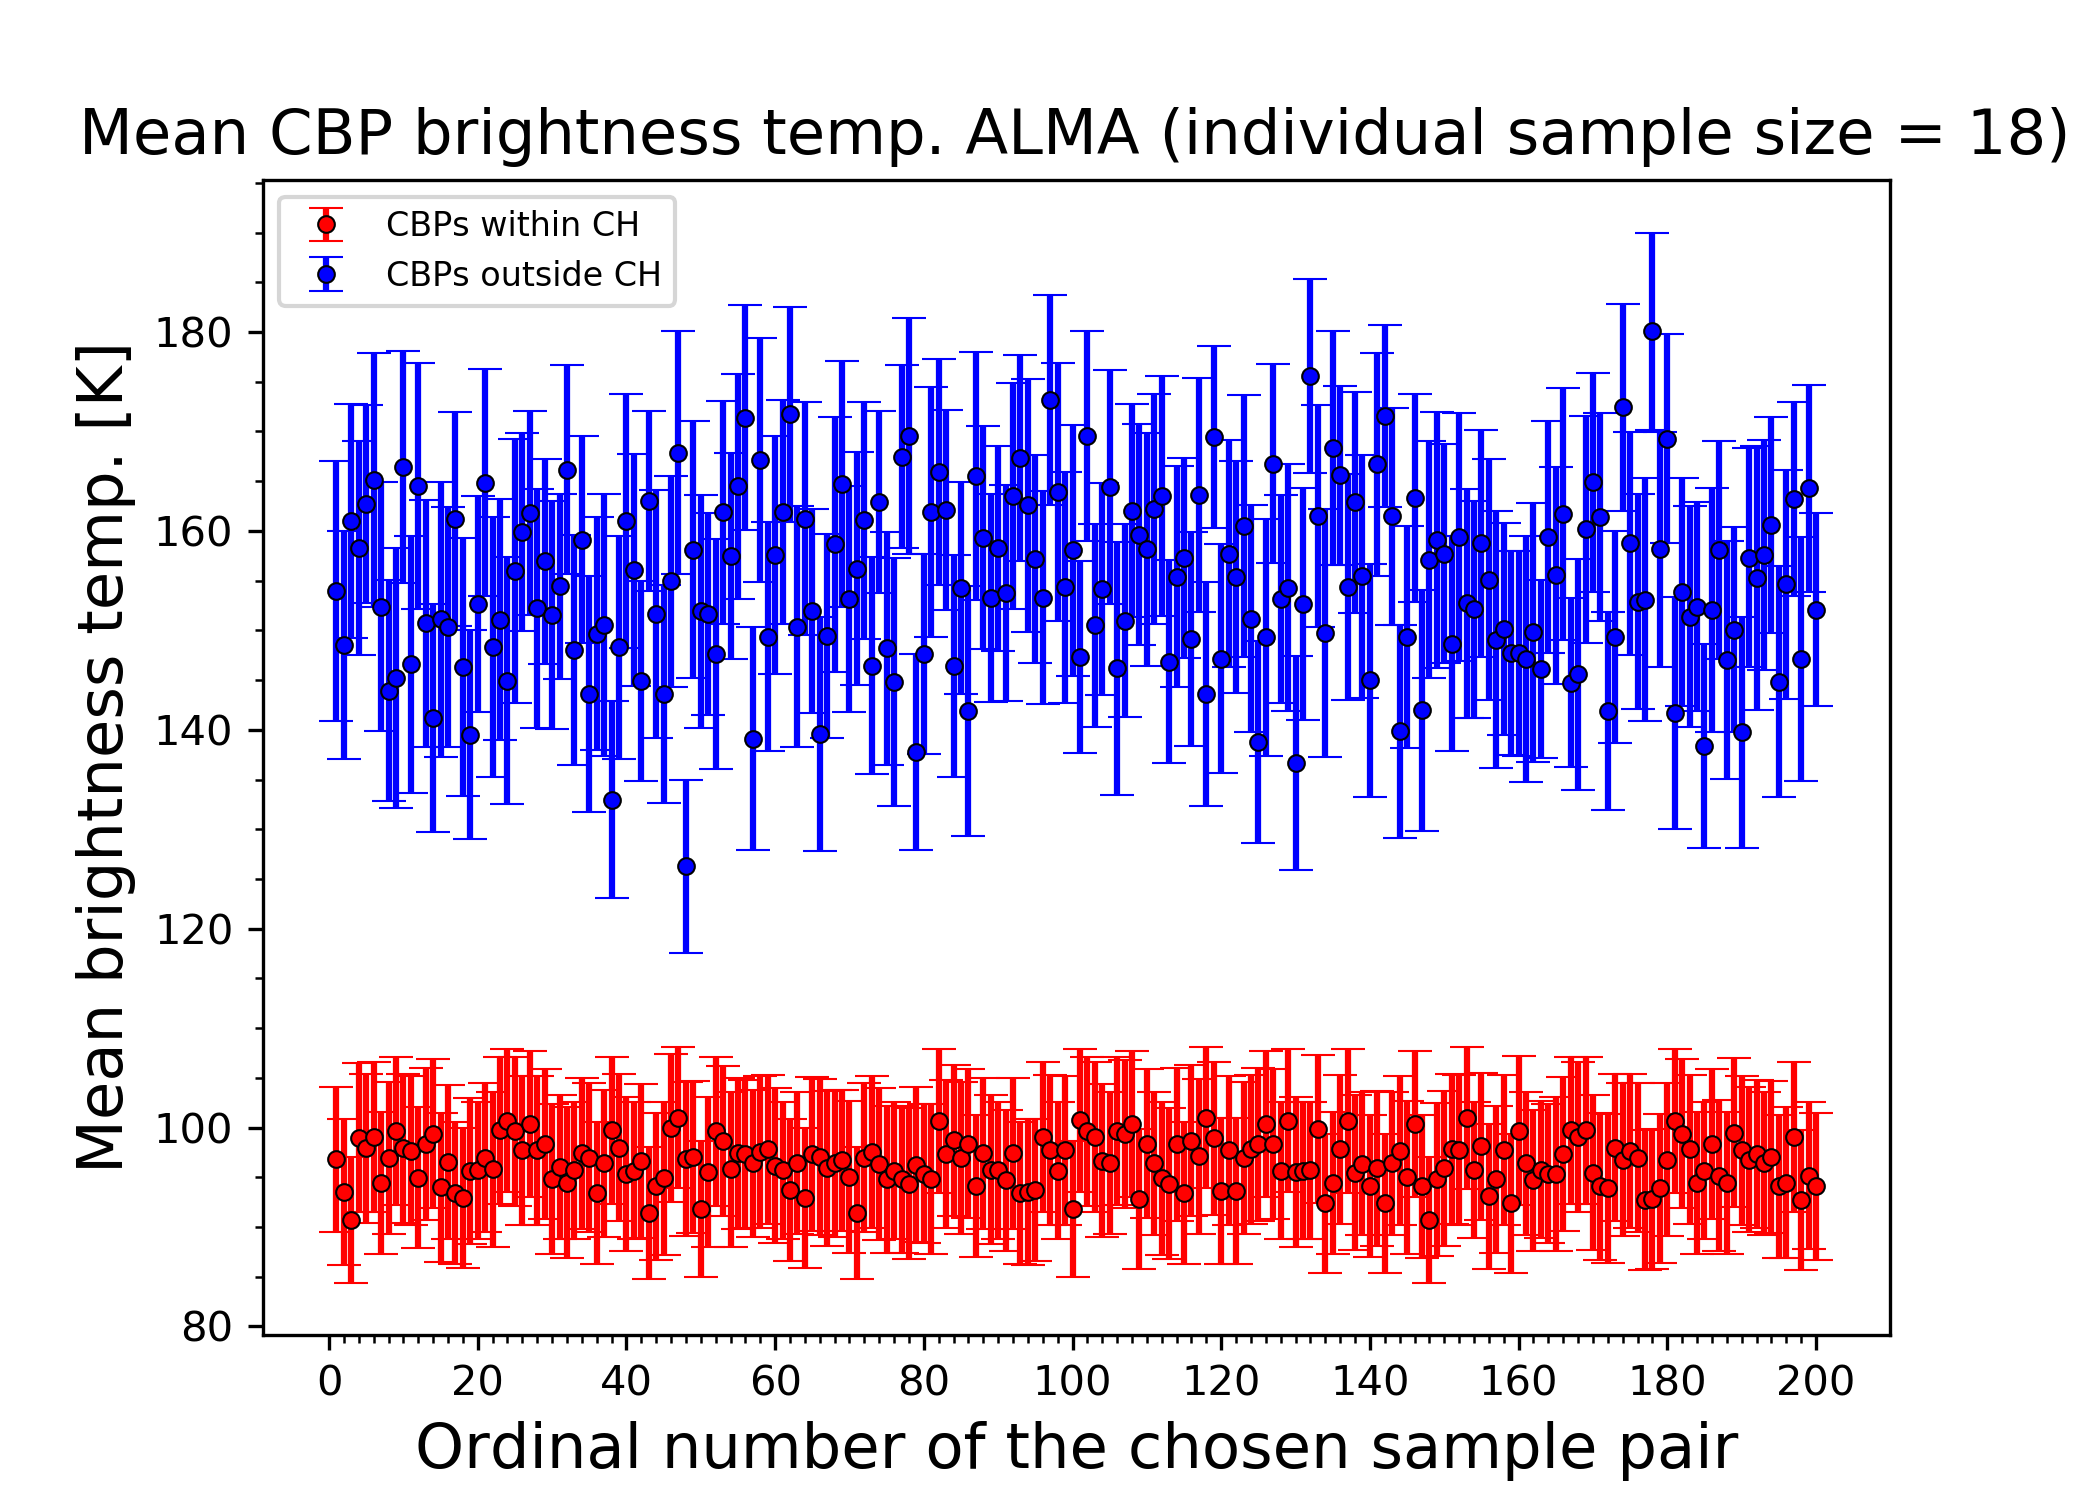 Mean CBP brightness temp. ALMA (individual sample size = 18)
CBPs within CH
CBPs outside CH
Mean brightness temp. [K]
180
160
140
120
100
80
0 20 40 60 80 100 120 140 160 180 200
Ordinal number of the chosen sample pair